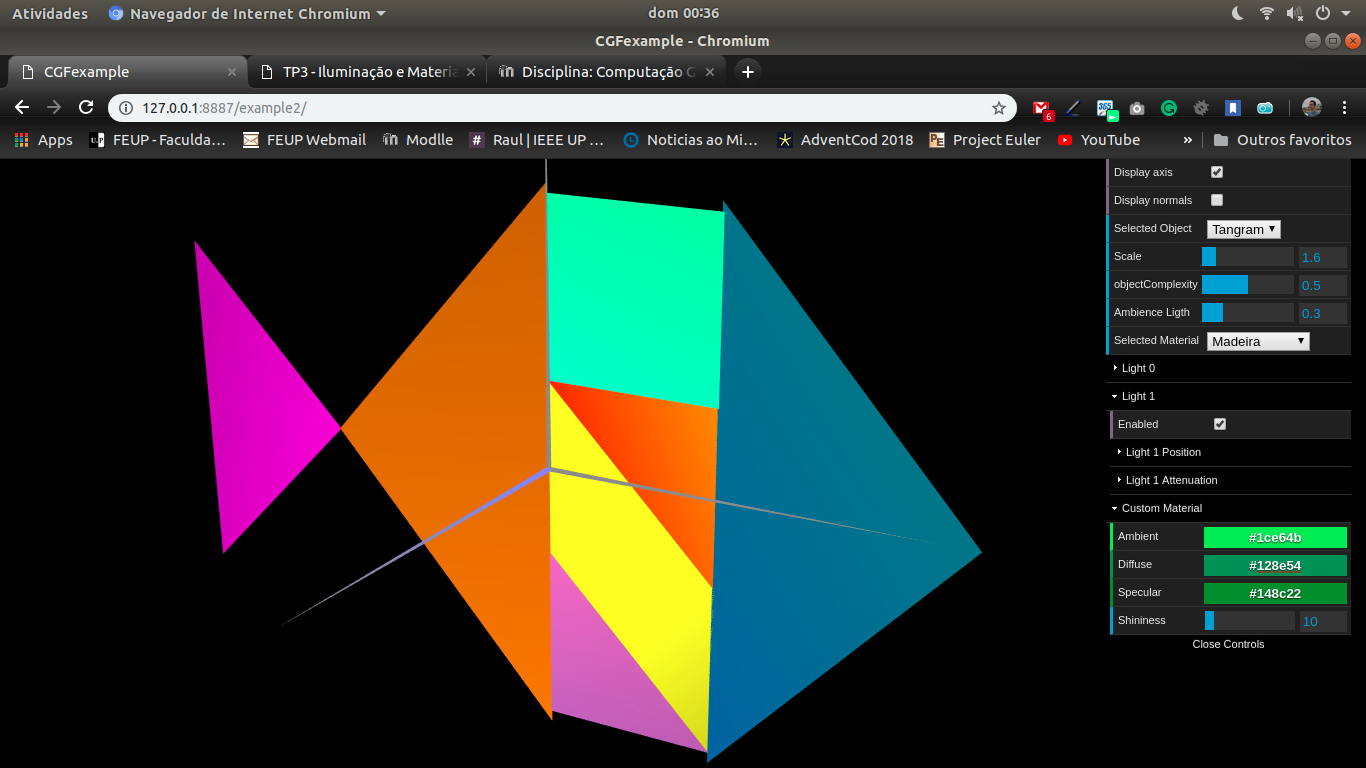 Atividades Navegador de Internet Chromium dom 00:36
CGFexample - Chromium
CGFexample TP3 - Iluminação e Materia Disciplina: Computação G
127.0.0.1:8887/example2/ 6 365
Apps U.P FEUP - Faculda... FEUP Webmail Modlle # Raul | IEEE UP ... Noticias ao Mi... AdventCod 2018 PE Project Euler YouTube » Outros favoritos
Display axis
Display normals
Selected Object Tangram
Scale 1.6
objectComplexity 0.5
Ambience Ligth 0.3
Selected Material Madeira
Light 0
Light 1
Enabled
Light 1 Position
Light 1 Attenuation
Custom Material
Ambient #1ce64b
Diffuse #128e54
Specular #148c22
Shininess 10
Close Controls